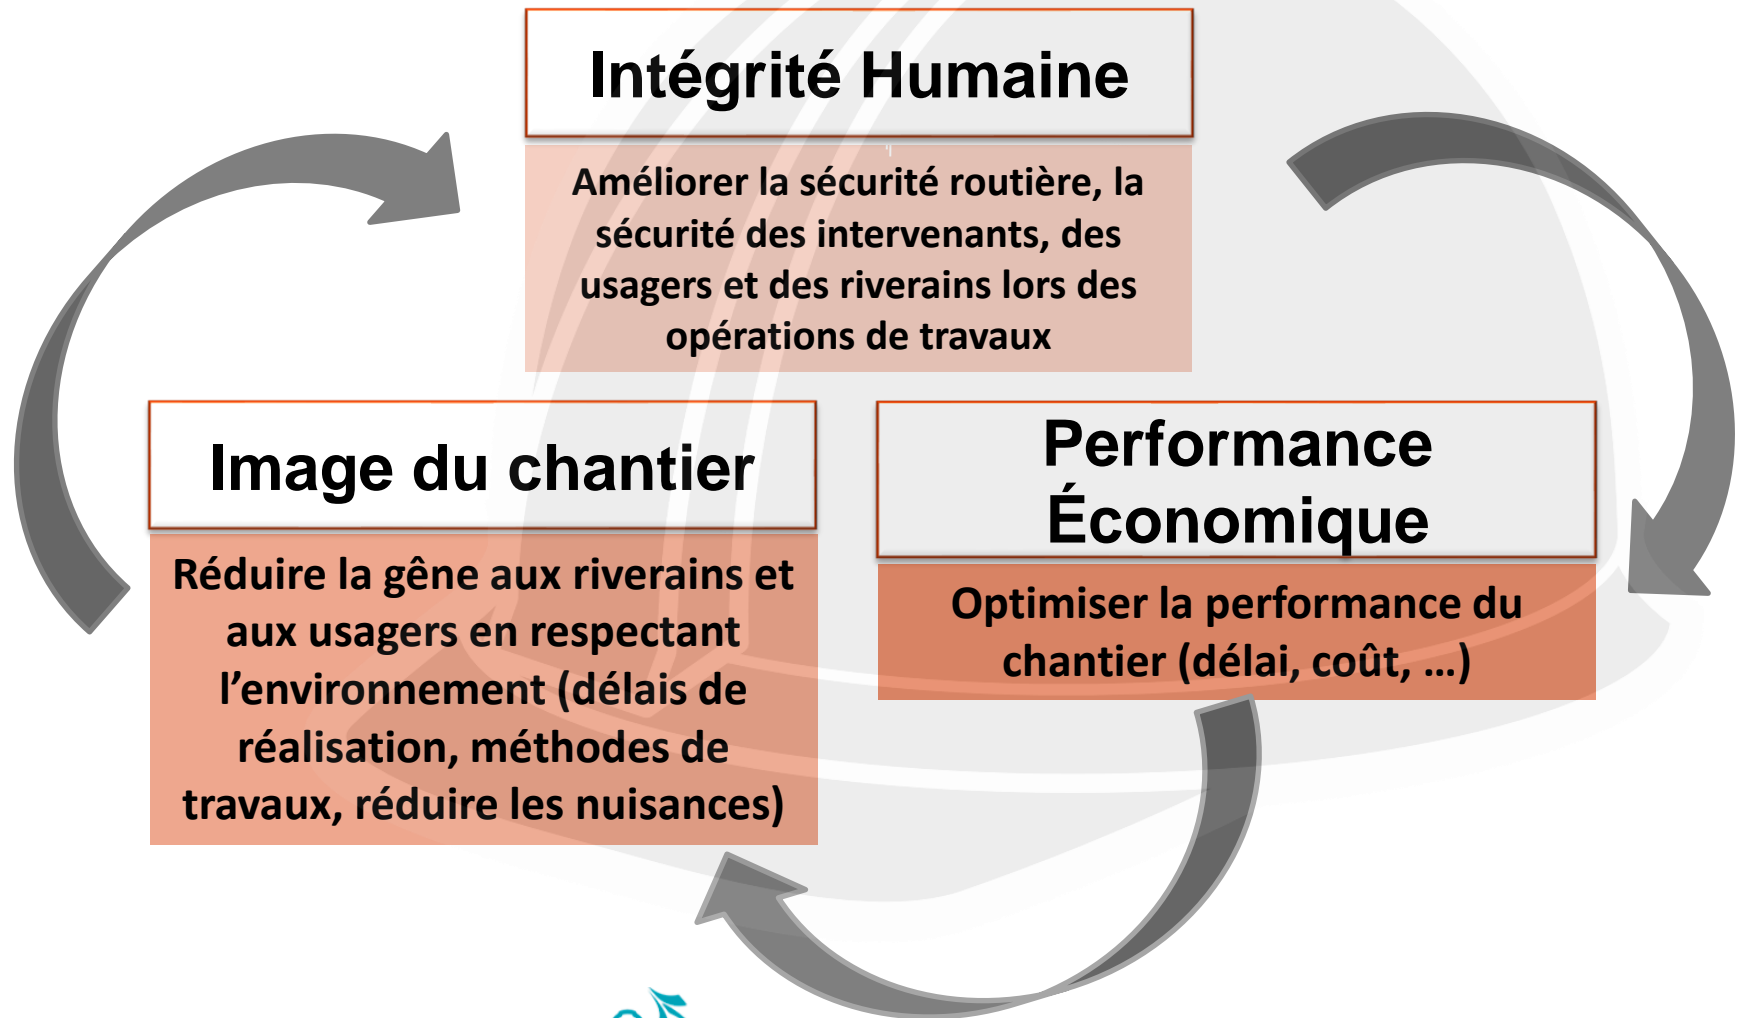 Intégrité Humaine
Améliorer la sécurité routière, la
sécurité des intervenants, des
usagers et des riverains lors des
opérations de travaux
Image du chantier
Réduire la gêne aux riverains et
aux usagers en respectant
l’environnement (délais de
réalisation, méthodes de
travaux, réduire les nuisances)
Performance
Économique
Optimiser la performance du
chantier (délai, coût, …)